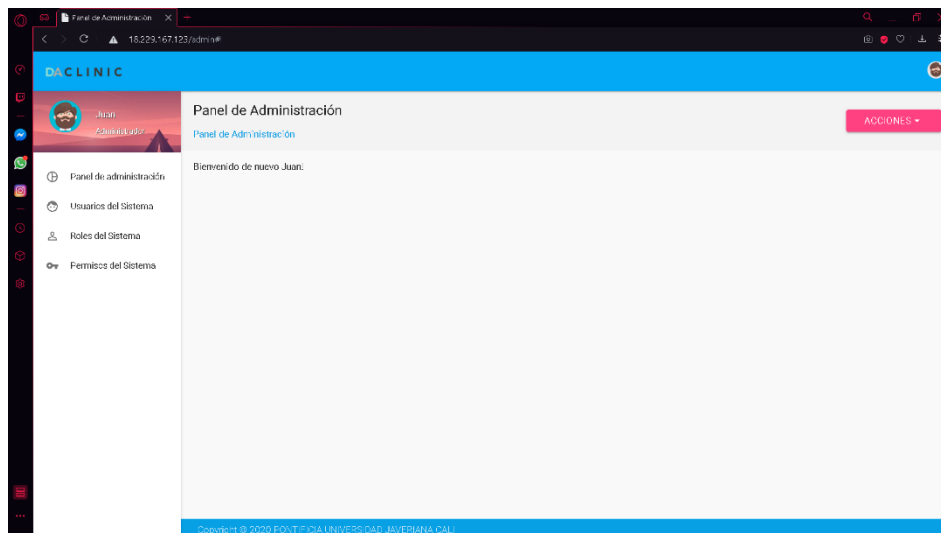 Panel de Administración
18.229.167.123/admin#
DACLINIC
Juan
Administrador
Panel de Administración
Panel de Administración
ACCIONES
Bienvenido de nuevo Juan!
Panel de administración
Usuarios del Sistema
Roles del Sistema
Permisos del Sistema
Copyright © 2020 PONTIFICIA UNIVERSIDAD JAVERIANA CALI